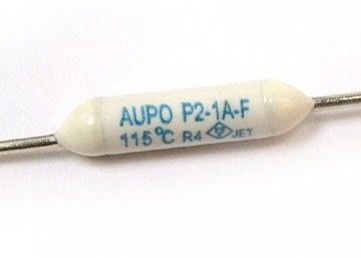 AUPO P2-1A-F
115℃ R4 JET